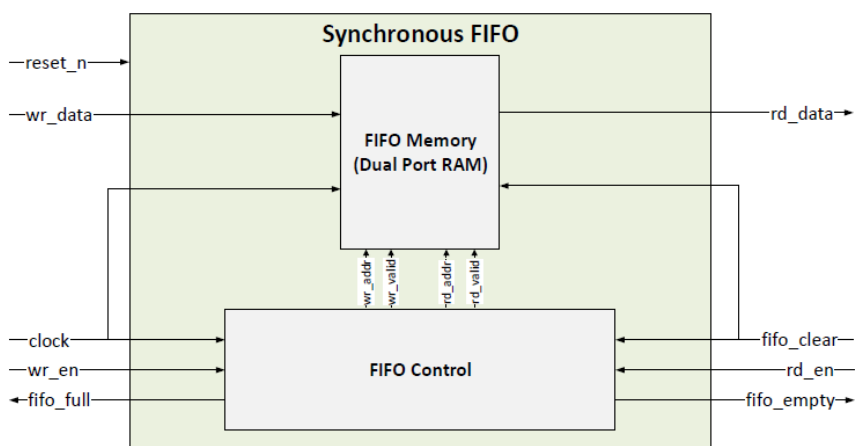 Synchronous FIFO
reset_n
wr_data
FIFO Memory
(Dual Port RAM)
rd_data
wr_addr
wr_valid
rd_addr
rd_valid
clock
wr_en
fifo_full
FIFO Control
fifo_clear
rd_en
fifo_empty